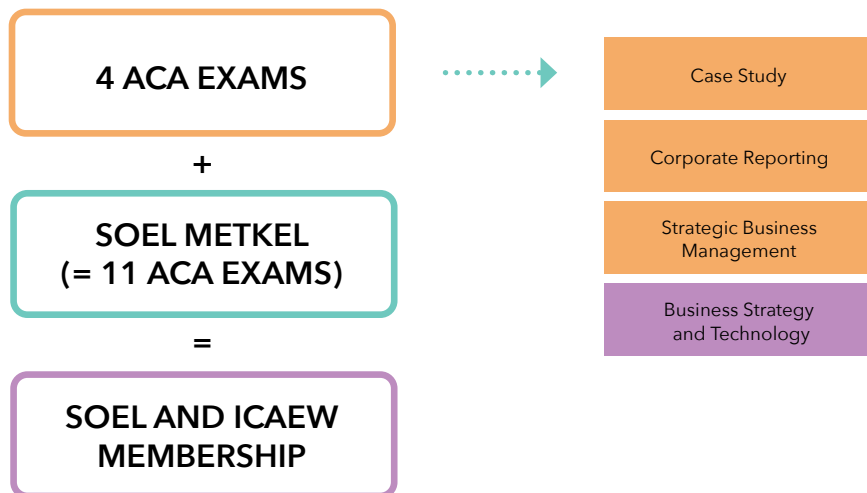 4 ACA EXAMS
+
SOEL METKEL
(= 11 ACA EXAMS)
=
SOEL AND ICAEW
MEMBERSHIP
Case Study
Corporate Reporting
Strategic Business
Management
Business Strategy
and Technology